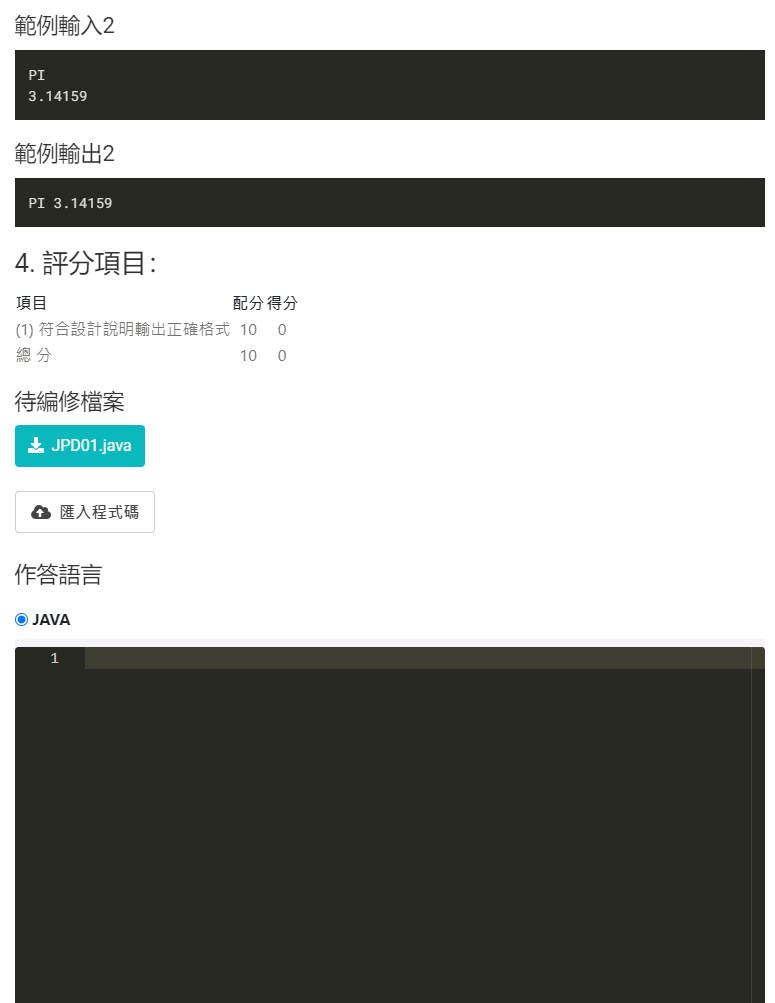 範例輸入2
PI
3.14159
範例輸出2
PI 3.14159
4. 評分項目：
項目 配分 得分
(1) 符合設計說明輸出正確格式 10 0
總 分 10 0
待編修檔案
JPD01.java
匯入程式碼
作答語言
JAVA
1